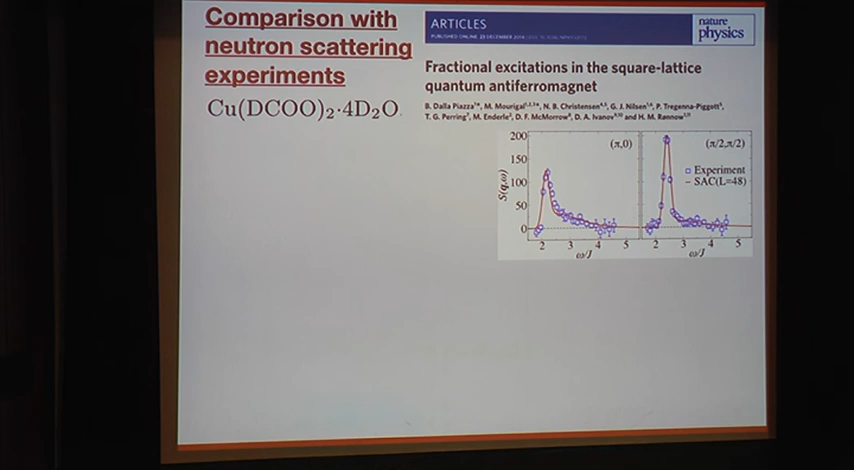 Comparison with
neutron scattering
experiments
Cu(DCOO)₂·4D₂O
ARTICLES
PUBLISHED ONLINE: 23 DECEMBER 2014
nature
physics
Fractional excitations in the square-lattice
quantum antiferromagnet
B. Dalla Piazza, M. Mourigal, N. B. Christensen, G. J. Nilsen, P. Tregenna-Piggott,
T. G. Perring, M. Enderle, D. F. McMorrow, D. A. Ivanov and H. M. Rønnow
200
150
100
50
0
S(q,ω)
(π,0)
(π/2,π/2)
Experiment
SAC(L=48)
2 3 4 5
2 3 4 5
ω/J
ω/J